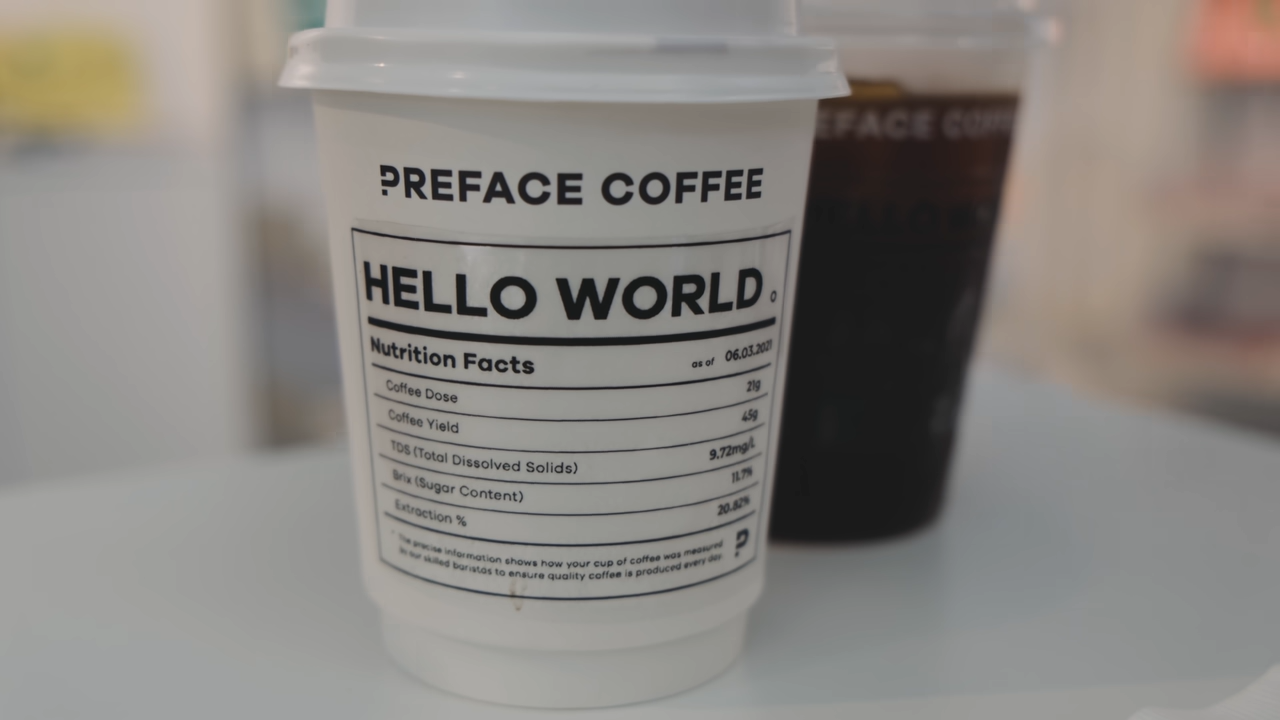 PREFACE COFFEE
HELLO WORLD.
Nutrition Facts as of 06.03.2021
Coffee Dose 21g
Coffee Yield 45g
TDS (Total Dissolved Solids) 9.72mg/L
Brix (Sugar Content) 11.7%
Extraction % 20.82%
The precise information shows how your cup of coffee was measured
by our skilled baristas to ensure quality coffee is produced every day.
P
EFACE COFFE